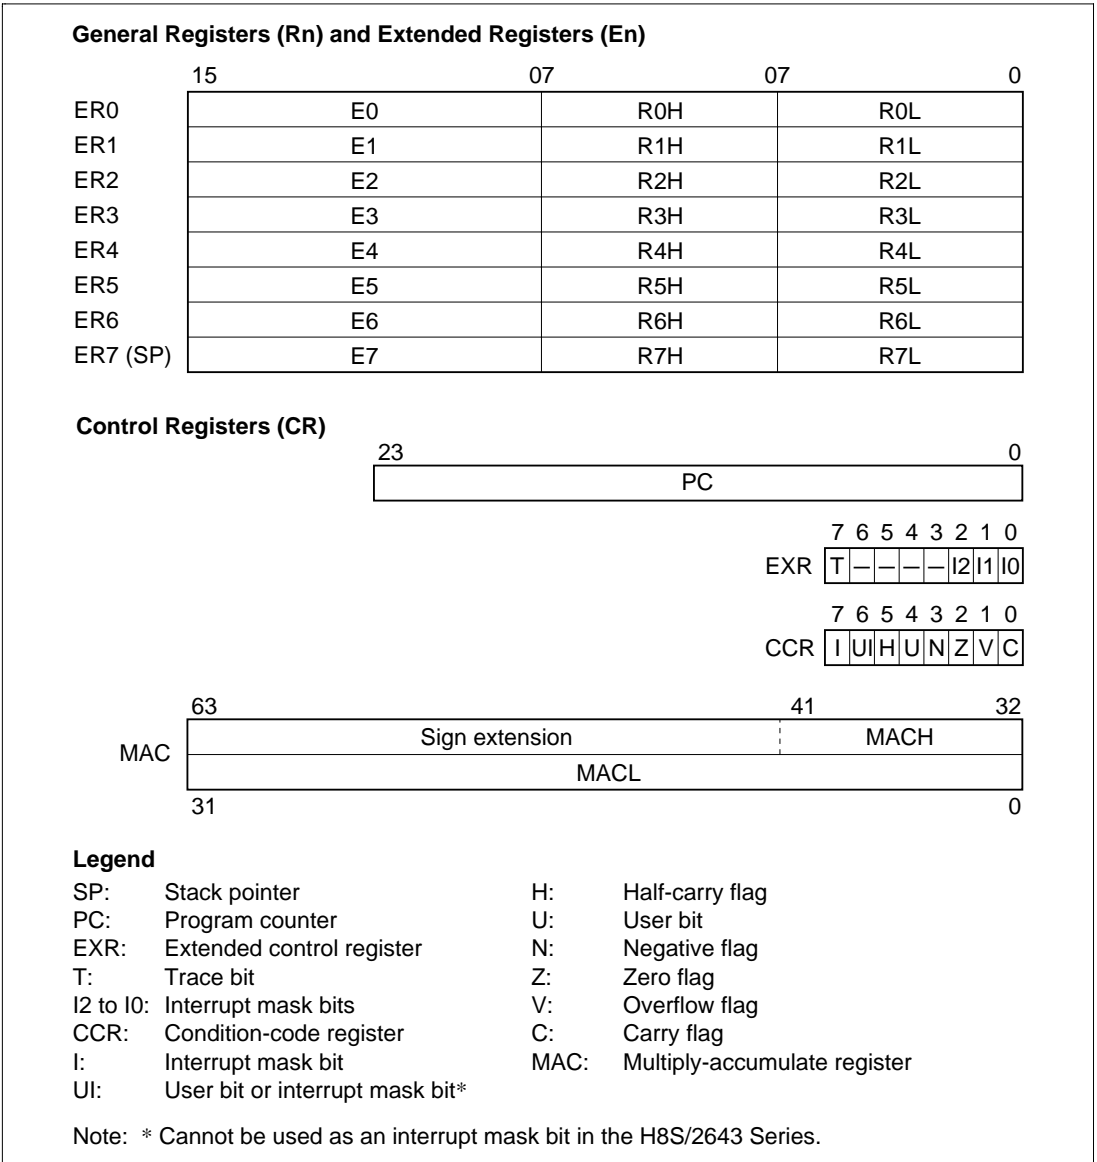 General Registers (Rn) and Extended Registers (En)
15 07 07 0
ER0 E0 R0H R0L
ER1 E1 R1H R1L
ER2 E2 R2H R2L
ER3 E3 R3H R3L
ER4 E4 R4H R4L
ER5 E5 R5H R5L
ER6 E6 R6H R6L
ER7 (SP) E7 R7H R7L
Control Registers (CR)
23 0
PC
7 6 5 4 3 2 1 0
EXR T — — — — I2 I1 I0
7 6 5 4 3 2 1 0
CCR I UI H U N Z V C
63 41 32
MAC Sign extension MACH
MACL
31 0
Legend
SP: Stack pointer H: Half-carry flag
PC: Program counter U: User bit
EXR: Extended control register N: Negative flag
T: Trace bit Z: Zero flag
I2 to I0: Interrupt mask bits V: Overflow flag
CCR: Condition-code register C: Carry flag
I: Interrupt mask bit MAC: Multiply-accumulate register
UI: User bit or interrupt mask bit*
Note: * Cannot be used as an interrupt mask bit in the H8S/2643 Series.